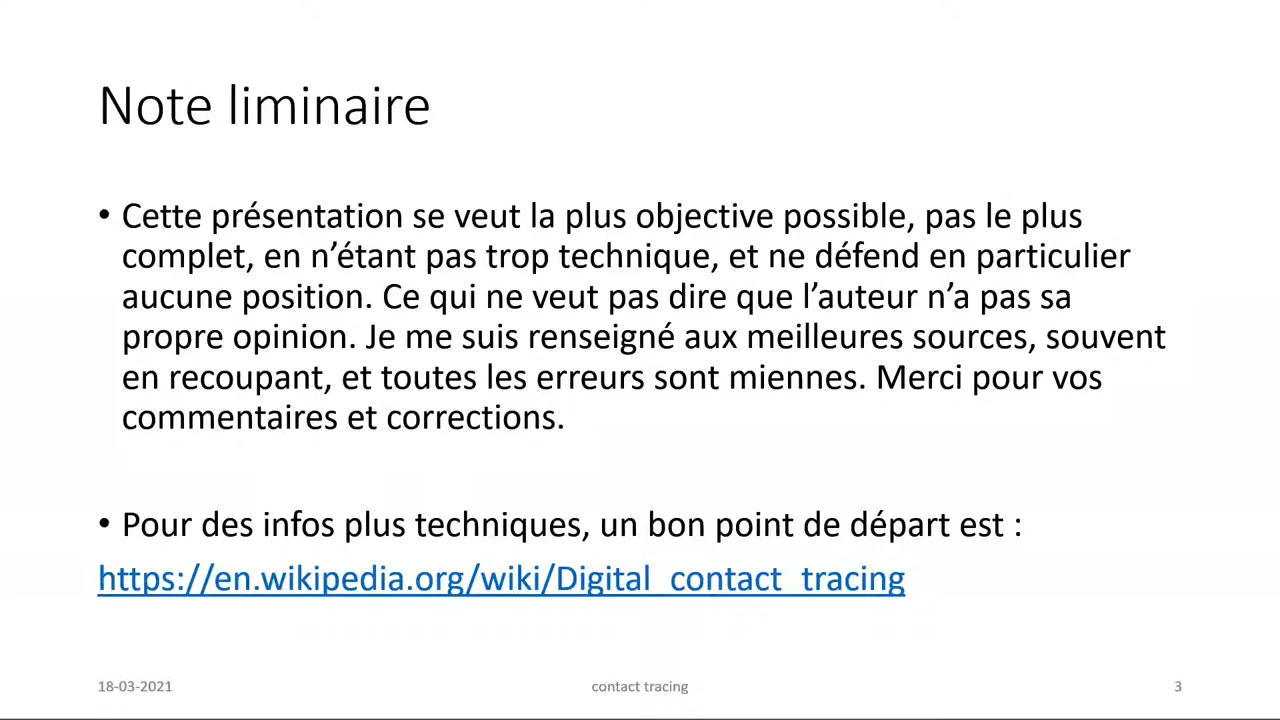 Note liminaire
• Cette présentation se veut la plus objective possible, pas le plus
complet, en n’étant pas trop technique, et ne défend en particulier
aucune position. Ce qui ne veut pas dire que l’auteur n’a pas sa
propre opinion. Je me suis renseigné aux meilleures sources, souvent
en recoupant, et toutes les erreurs sont miennes. Merci pour vos
commentaires et corrections.
• Pour des infos plus techniques, un bon point de départ est :
https://en.wikipedia.org/wiki/Digital_contact_tracing
18-03-2021
contact tracing
3